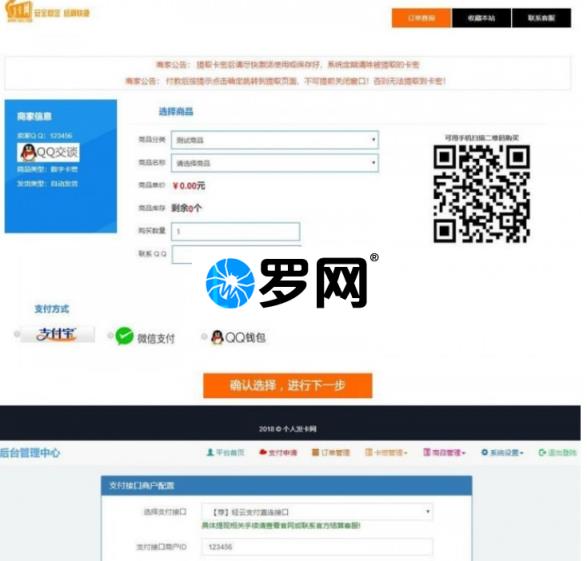 安全稳定 结算快捷
订单查询
收藏本站
联系客服
商家公告： 提取卡密后请尽快激活使用或保存好，系统定期清除被提取的卡密
商家公告： 付款后按提示点击确定跳转到提取页面，不可提前关闭窗口！否则无法提取到卡密！
商家信息
卖家QQ：123456
QQ交谈
商品类型：数字卡密
发货类型：自动发货
选择商品
商品分类
测试商品
商品名称
请选择商品
商品单价
￥0.00元
商品库存
剩余0个
购买数量
1
联系QQ
可用手机扫描二维码购买
罗网®
支付方式
支付宝
微信支付
QQ钱包
确认选择，进行下一步
2018 © 个人发卡网
后台管理中心
平台首页
支付申请
订单管理
卡密管理
商品管理
系统设置
退出登陆
支付接口商户配置
选择支付接口
【荐】轻云支付直连接口
具体提现相关手续请查看官网或联系官方结算客服！
支付接口商户ID
123456